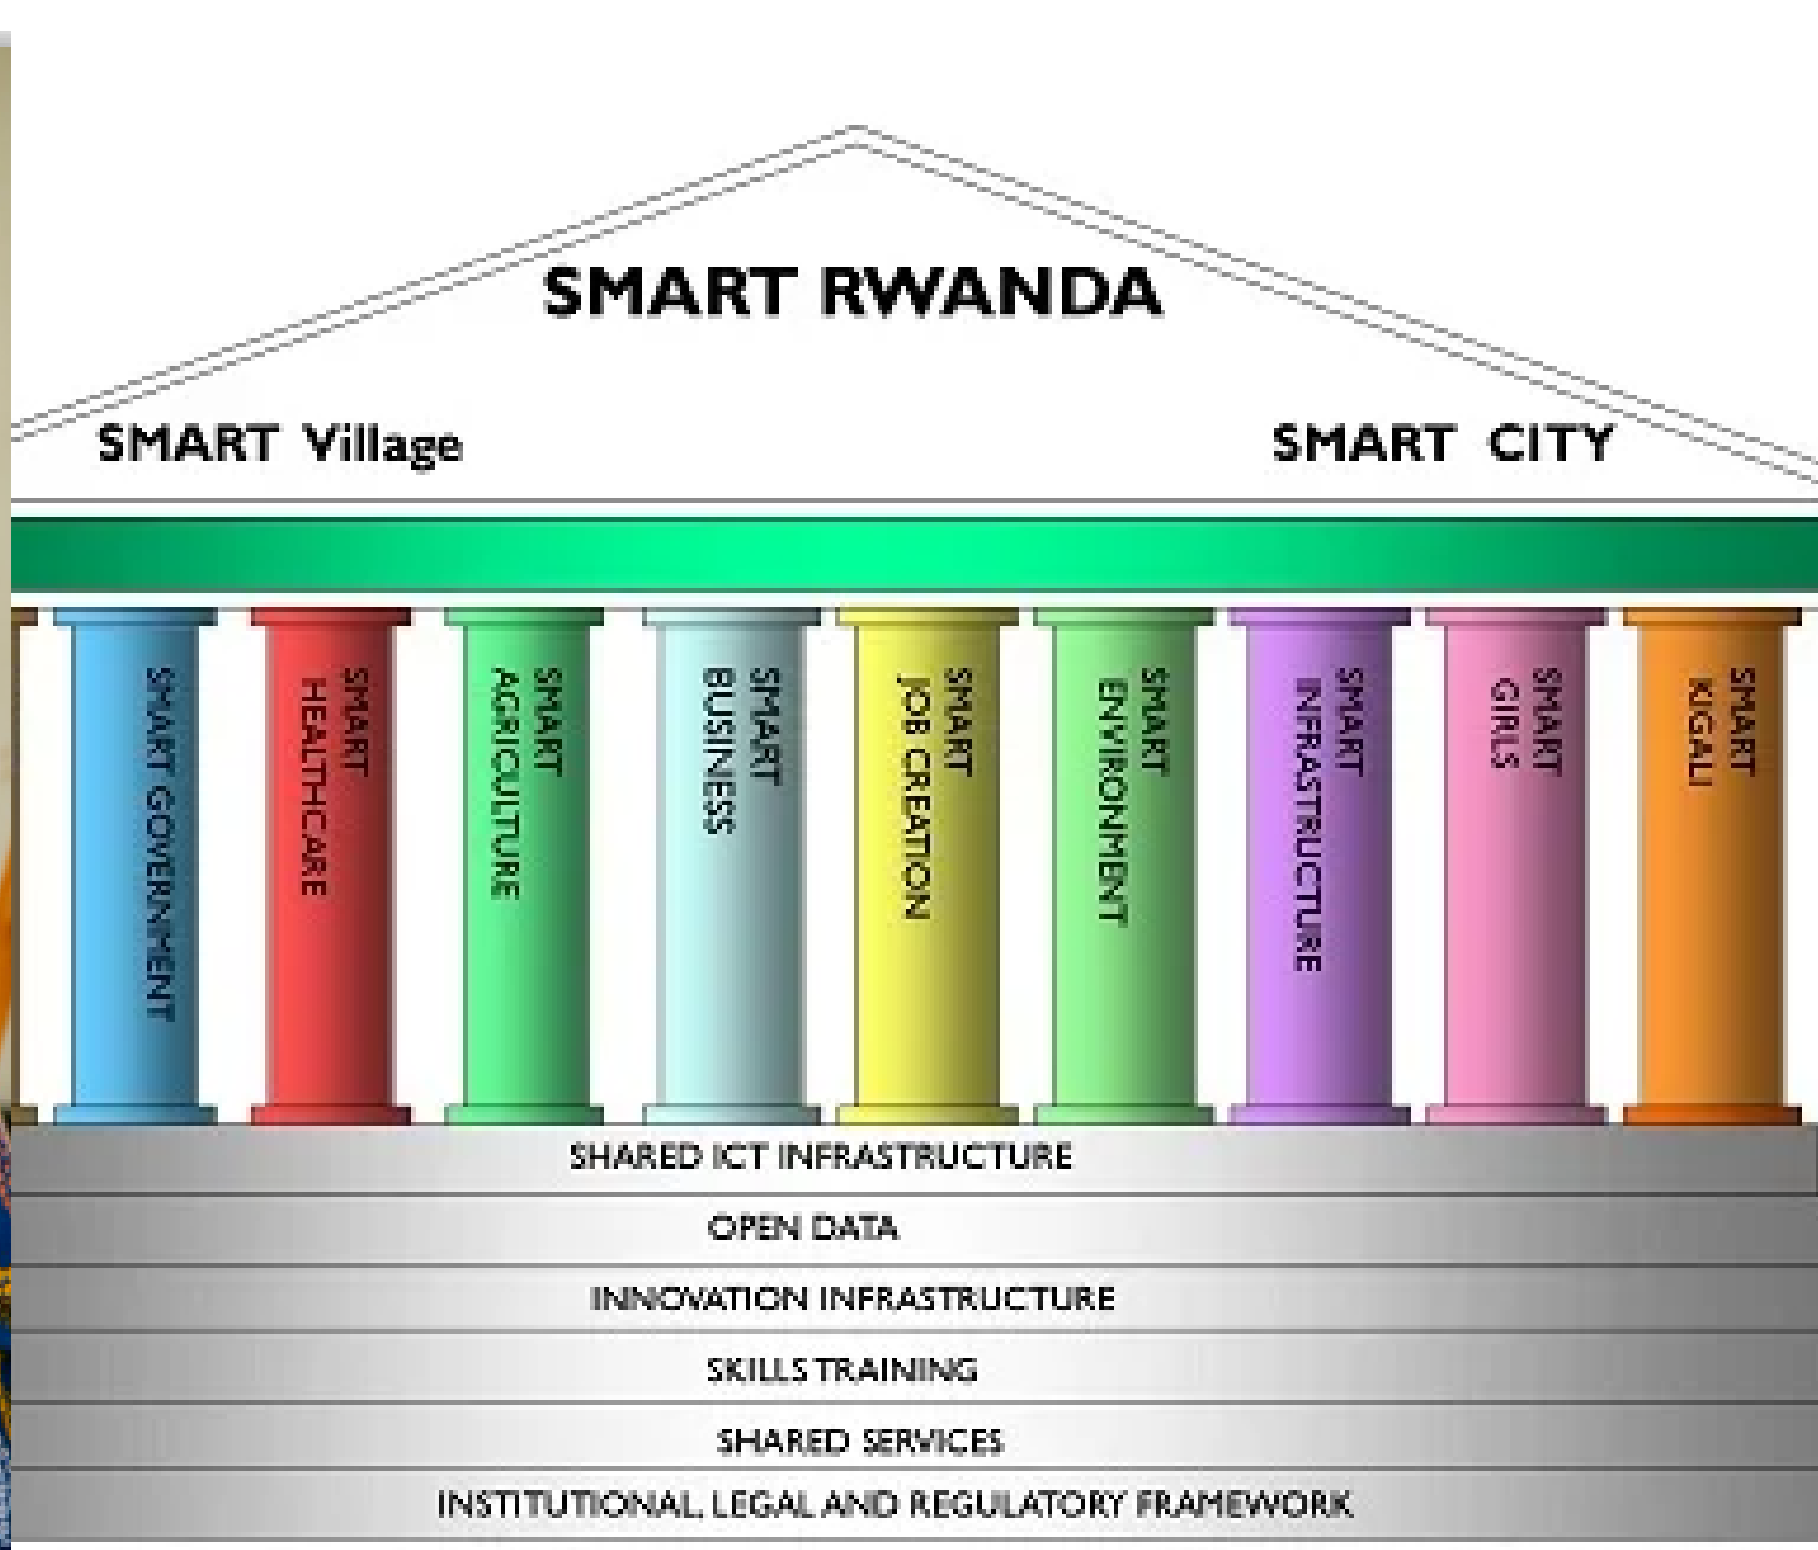 SMART RWANDA
SMART Village
SMART CITY
SMART GOVERNMENT
SMART
HEALTHCARE
SMART
AGRICULTURE
SMART
BUSINESS
SMART
JOB CREATION
SMART
ENVIRONMENT
SMART
INFRASTRUCTURE
SMART
GIRLS
SMART
KIGALI
SHARED ICT INFRASTRUCTURE
OPEN DATA
INNOVATION INFRASTRUCTURE
SKILLS TRAINING
SHARED SERVICES
INSTITUTIONAL, LEGAL AND REGULATORY FRAMEWORK